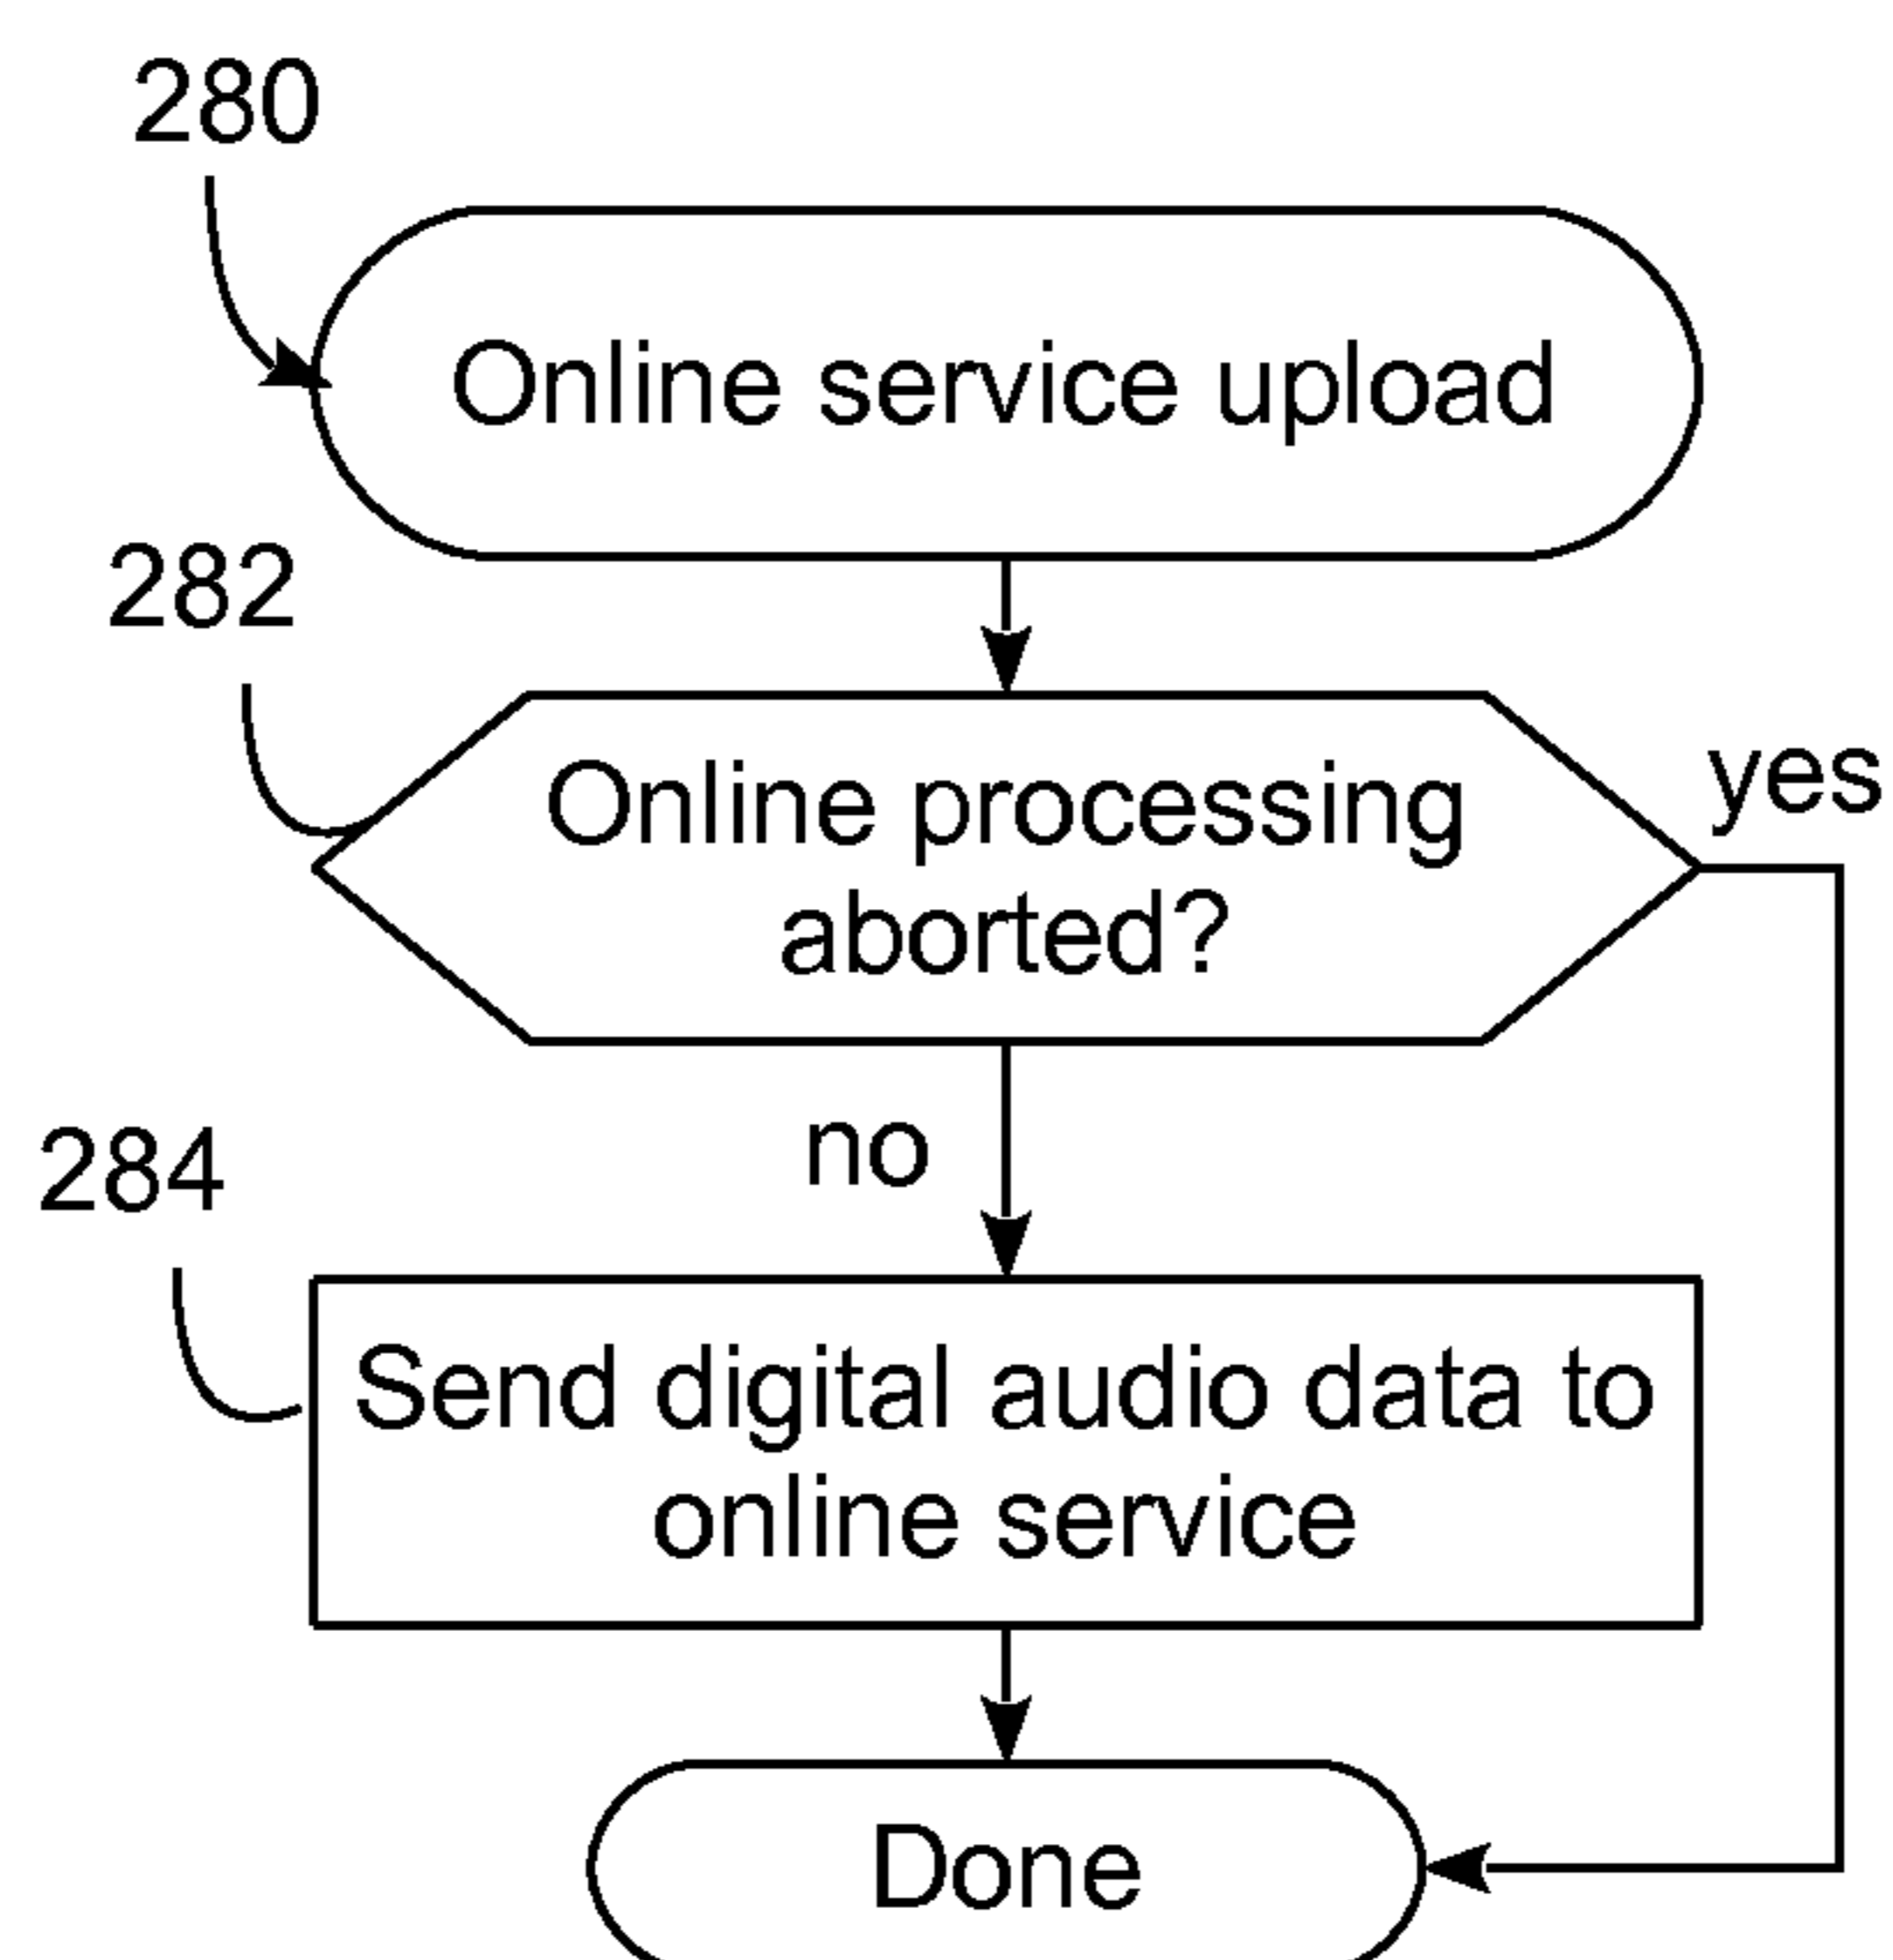 280
Online service upload
282
Online processing
aborted?
yes
no
284
Send digital audio data to
online service
Done